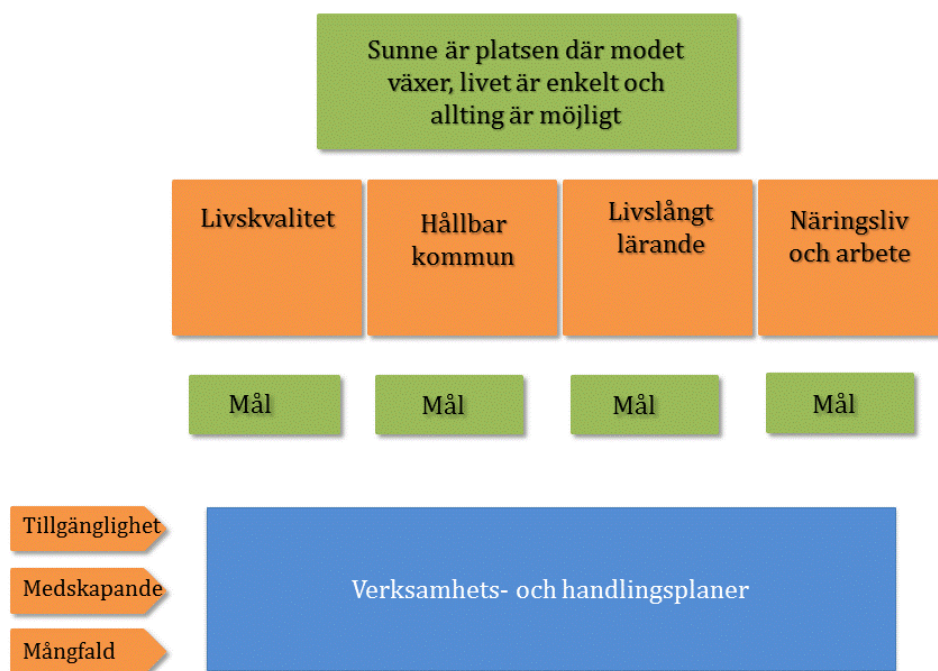 Sunne är platsen där modet
växer, livet är enkelt och
allting är möjligt
Livskvalitet
Hållbar
kommun
Livslångt
lärande
Näringsliv
och arbete
Mål
Mål
Mål
Mål
Tillgänglighet
Medskapande
Mångfald
Verksamhets- och handlingsplaner